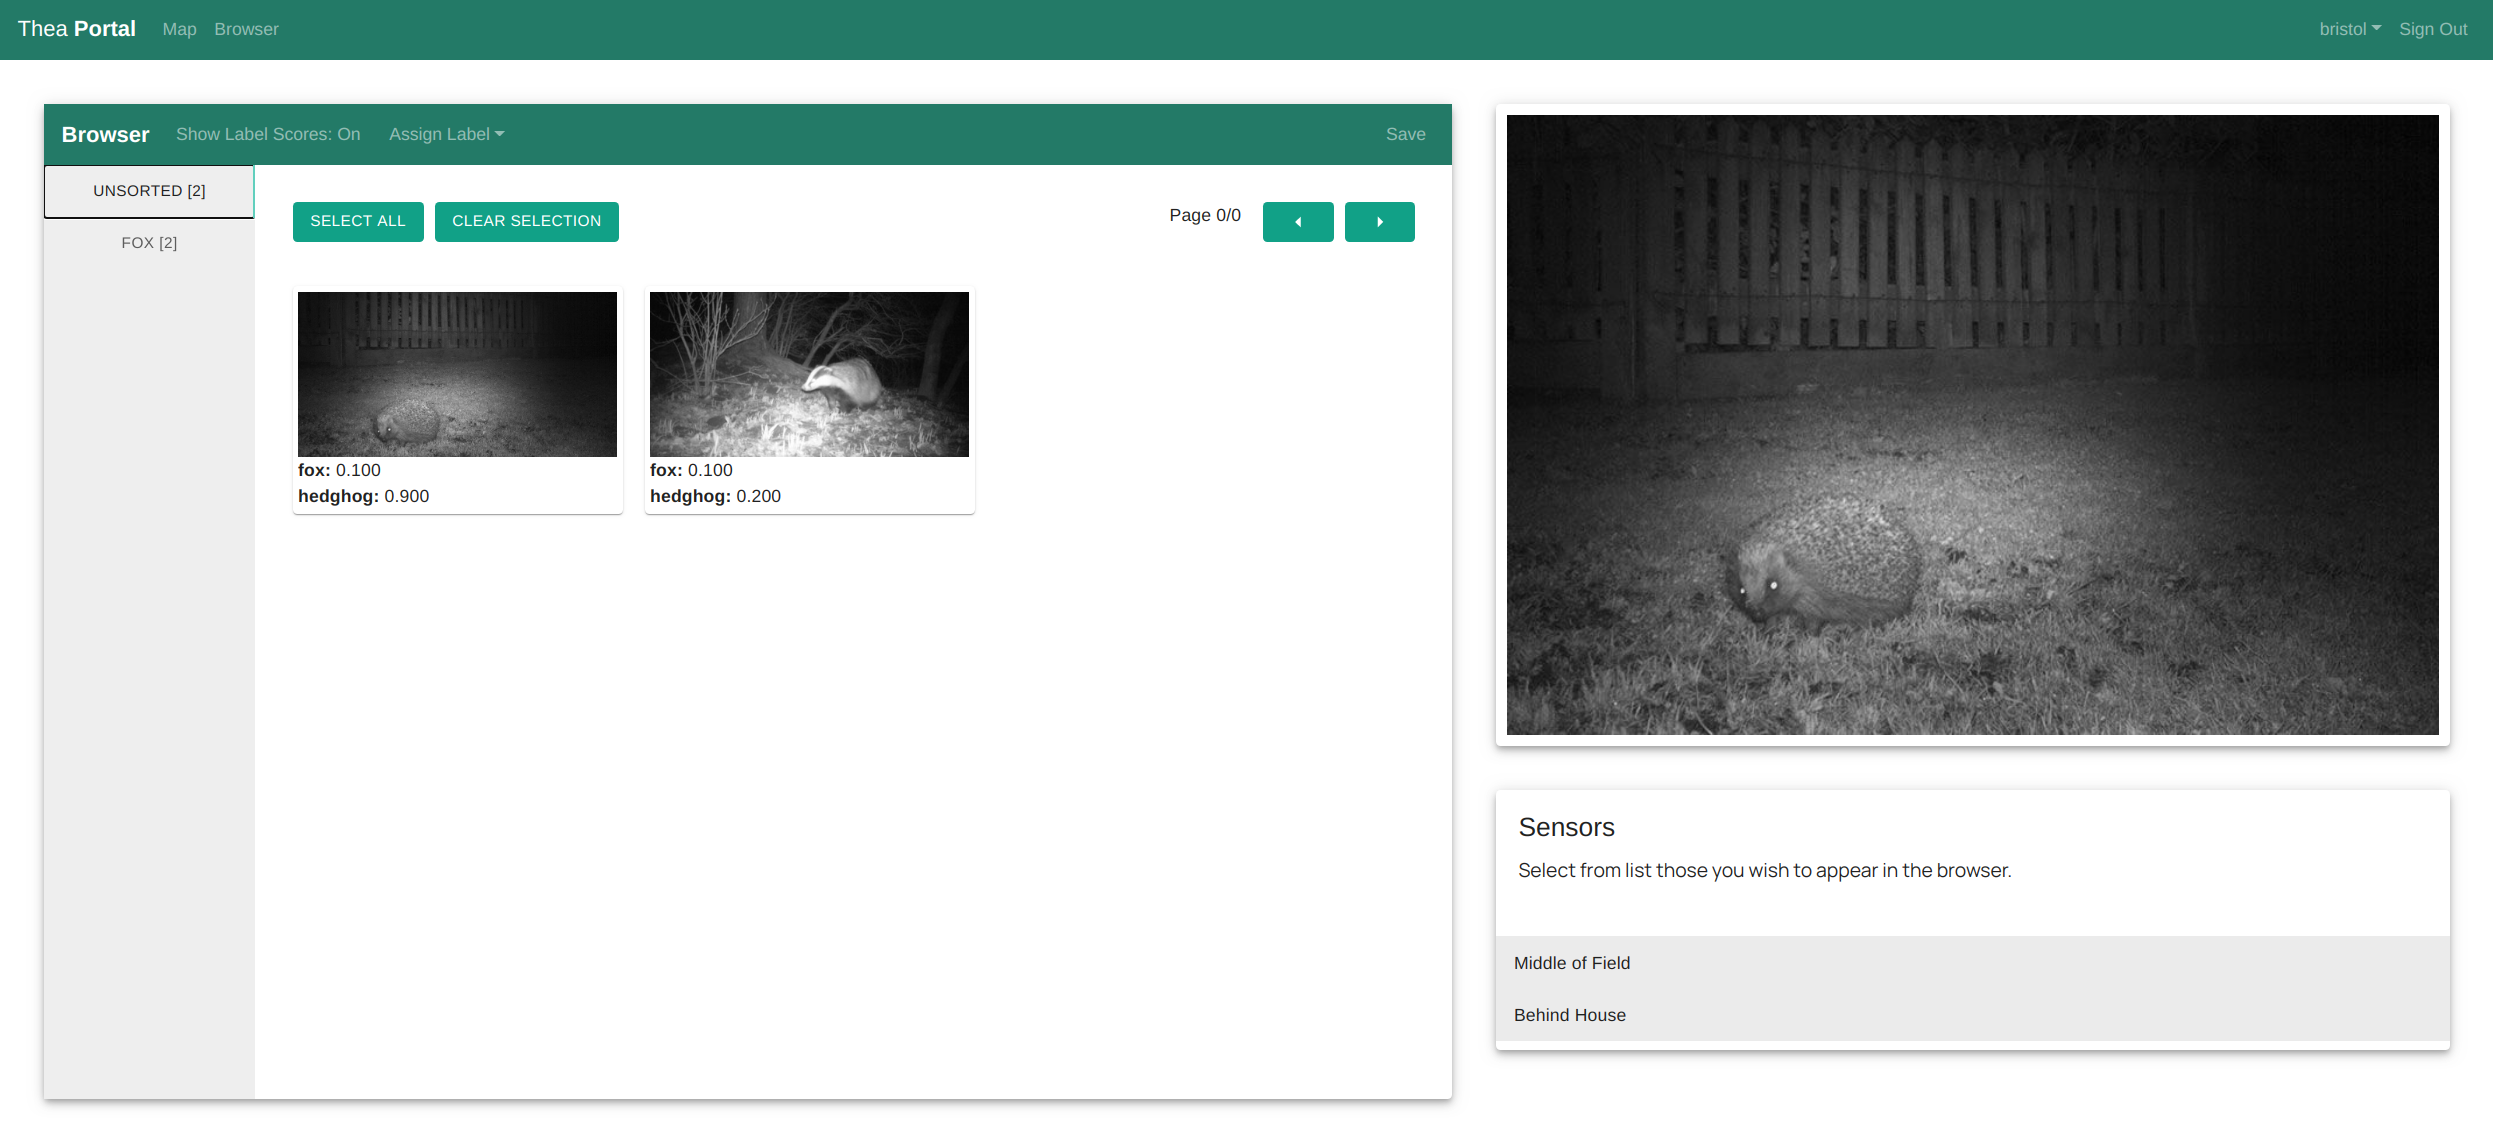 Thea Portal Map Browser bristol Sign Out
Browser Show Label Scores: On Assign Label Save
UNSORTED [2]
FOX [2]
SELECT ALL CLEAR SELECTION Page 0/0
fox: 0.100
hedghog: 0.900
fox: 0.100
hedghog: 0.200
Sensors
Select from list those you wish to appear in the browser.
Middle of Field
Behind House